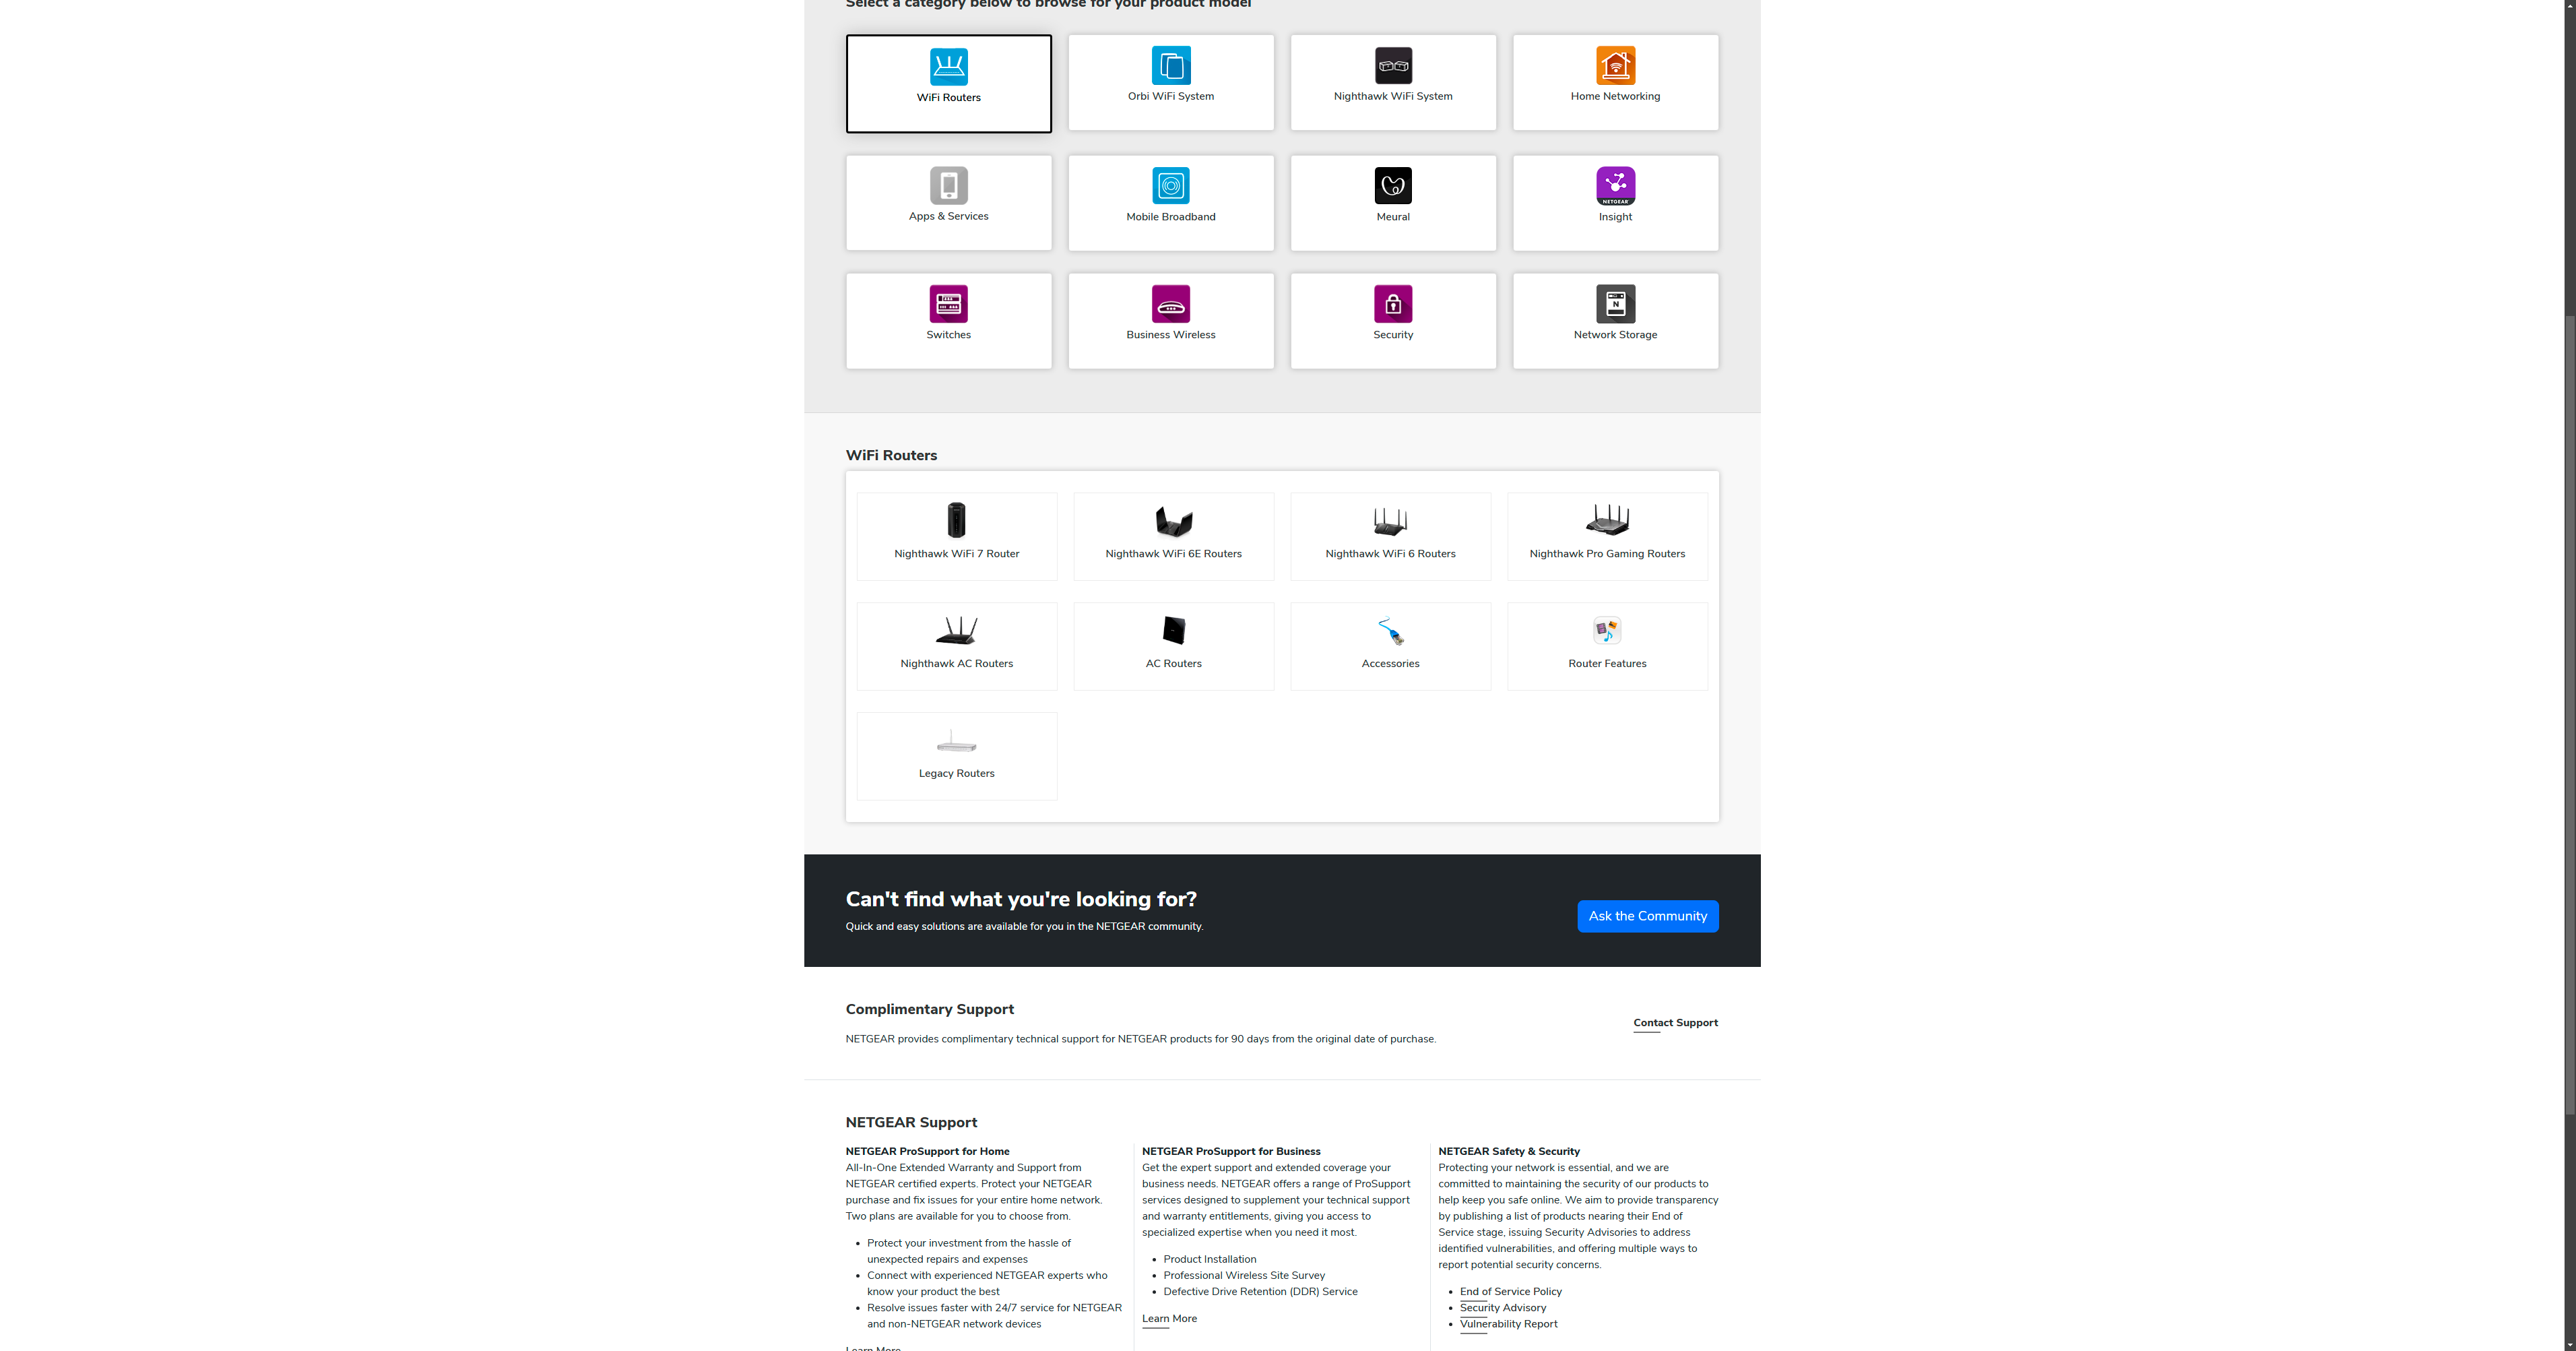 Select a category below to browse for your product model
WiFi Routers
Orbi WiFi System
Nighthawk WiFi System
Home Networking
Apps & Services
Mobile Broadband
Meural
NETGEAR
Insight
Switches
Business Wireless
Security
N
Network Storage
WiFi Routers
Nighthawk WiFi 7 Router
Nighthawk WiFi 6E Routers
Nighthawk WiFi 6 Routers
Nighthawk Pro Gaming Routers
Nighthawk AC Routers
AC Routers
Accessories
Router Features
Legacy Routers
Can't find what you're looking for?
Quick and easy solutions are available for you in the NETGEAR community.
Ask the Community
Complimentary Support
NETGEAR provides complimentary technical support for NETGEAR products for 90 days from the original date of purchase.
Contact Support
NETGEAR Support
NETGEAR ProSupport for Home
All-In-One Extended Warranty and Support from
NETGEAR certified experts. Protect your NETGEAR
purchase and fix issues for your entire home network.
Two plans are available for you to choose from.
• Protect your investment from the hassle of
unexpected repairs and expenses
• Connect with experienced NETGEAR experts who
know your product the best
• Resolve issues faster with 24/7 service for NETGEAR
and non-NETGEAR network devices
Learn More
NETGEAR ProSupport for Business
Get the expert support and extended coverage your
business needs. NETGEAR offers a range of ProSupport
services designed to supplement your technical support
and warranty entitlements, giving you access to
specialized expertise when you need it most.
• Product Installation
• Professional Wireless Site Survey
• Defective Drive Retention (DDR) Service
Learn More
NETGEAR Safety & Security
Protecting your network is essential, and we are
committed to maintaining the security of our products to
help keep you safe online. We aim to provide transparency
by publishing a list of products nearing their End of
Service stage, issuing Security Advisories to address
identified vulnerabilities, and offering multiple ways to
report potential security concerns.
• End of Service Policy
• Security Advisory
• Vulnerability Report